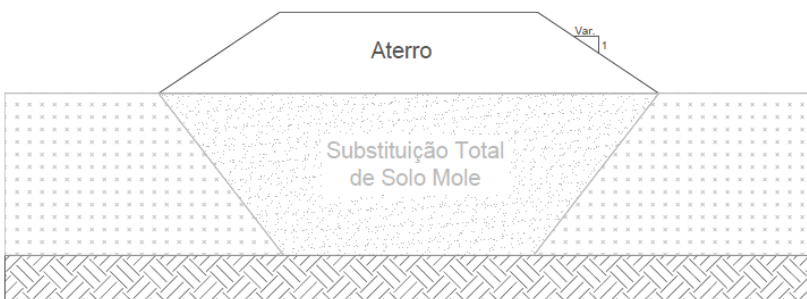 Var.
1
Aterro
Substituição Total
de Solo Mole